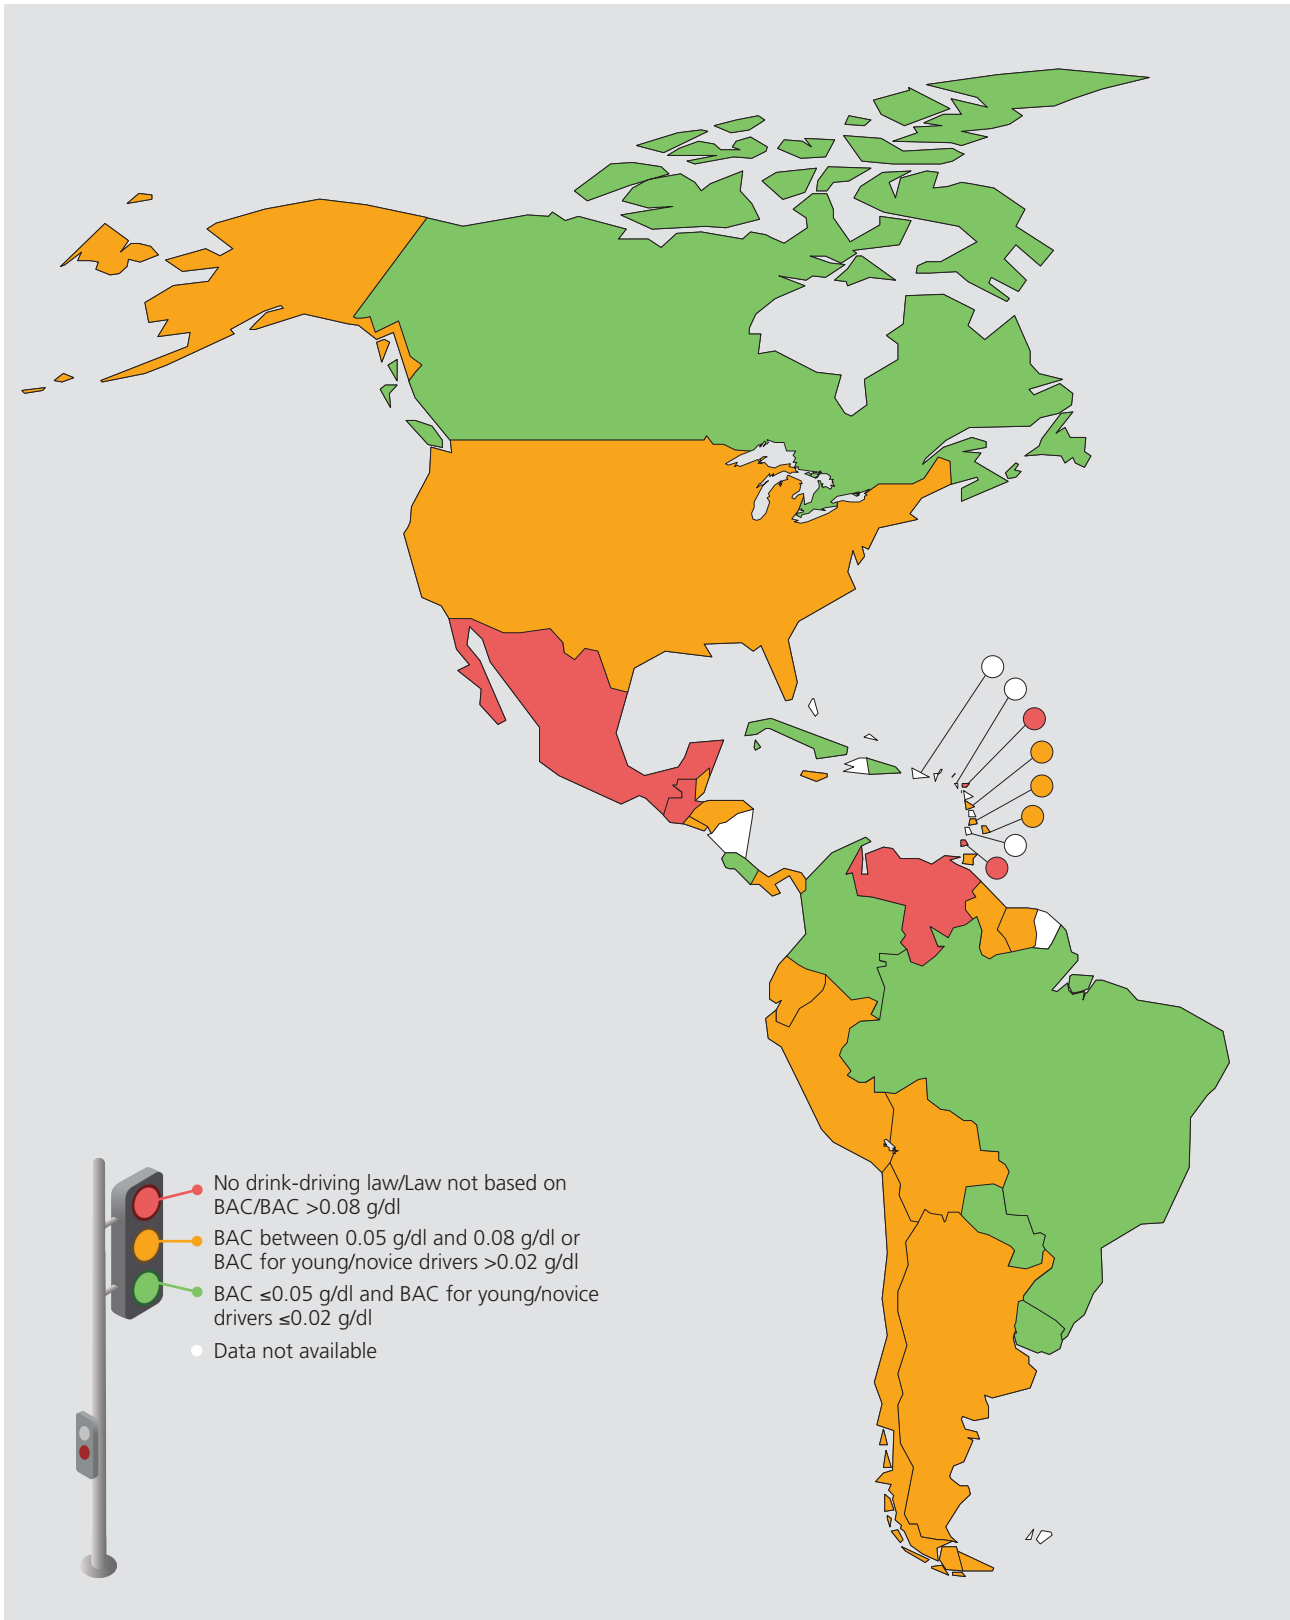 No drink-driving law/Law not based on
BAC/BAC >0.08 g/dl
BAC between 0.05 g/dl and 0.08 g/dl or
BAC for young/novice drivers >0.02 g/dl
BAC ≤0.05 g/dl and BAC for young/novice
drivers ≤0.02 g/dl
Data not available